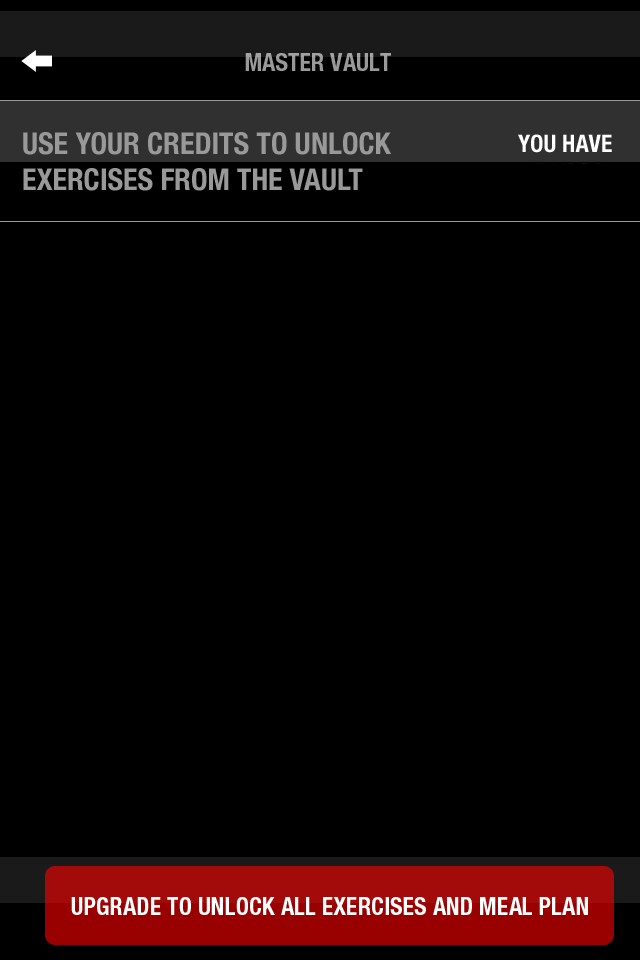 MASTER VAULT
USE YOUR CREDITS TO UNLOCK
EXERCISES FROM THE VAULT
YOU HAVE
UPGRADE TO UNLOCK ALL EXERCISES AND MEAL PLAN